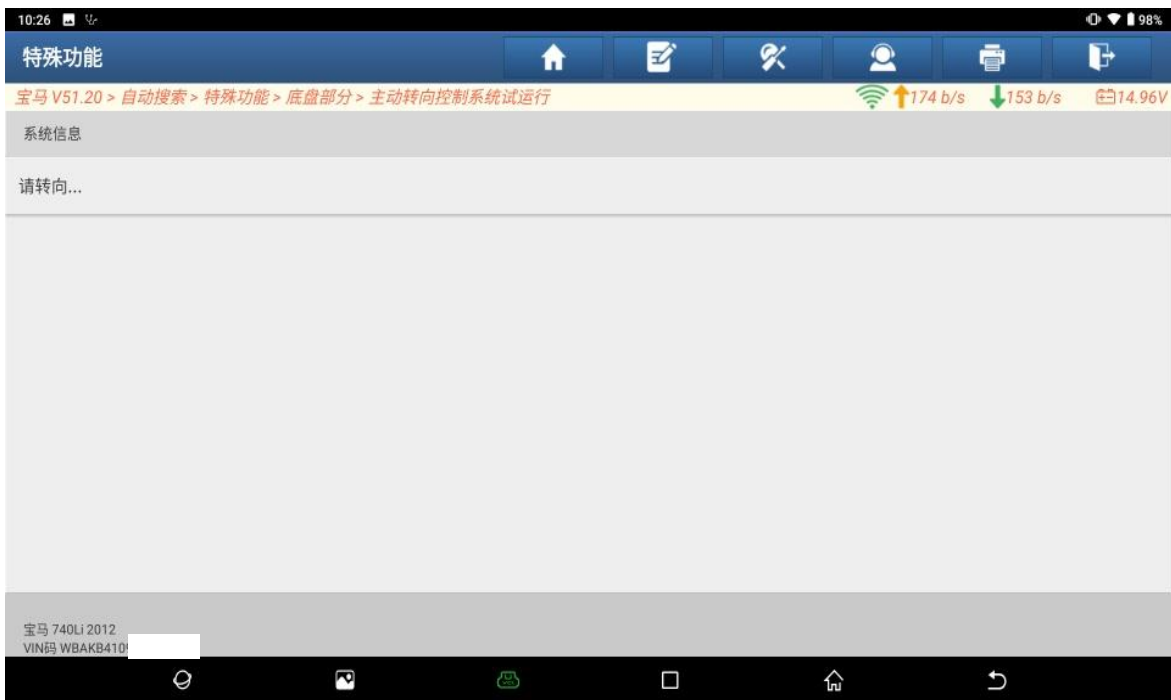 10:26 98%
特殊功能
宝马 V51.20 > 自动搜索 > 特殊功能 > 底盘部分 > 主动转向控制系统试运行 174 b/s 153 b/s 14.96V
系统信息
请转向...
宝马 740Li 2012
VIN码 WBAKB410
VCI